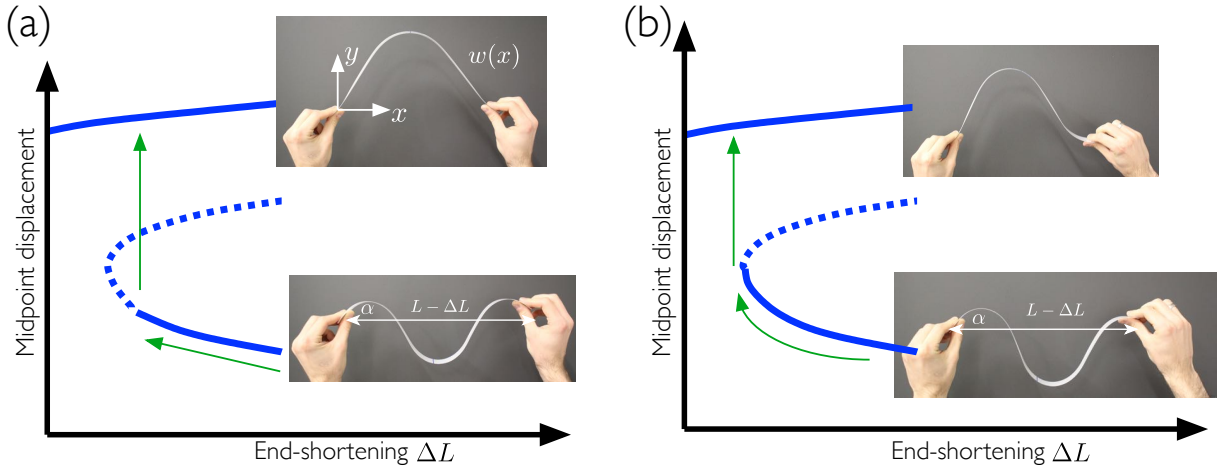 (a)
y
w(x)
x
Midpoint displacement
α
L − ΔL
End-shortening ΔL
(b)
Midpoint displacement
α
L − ΔL
End-shortening ΔL